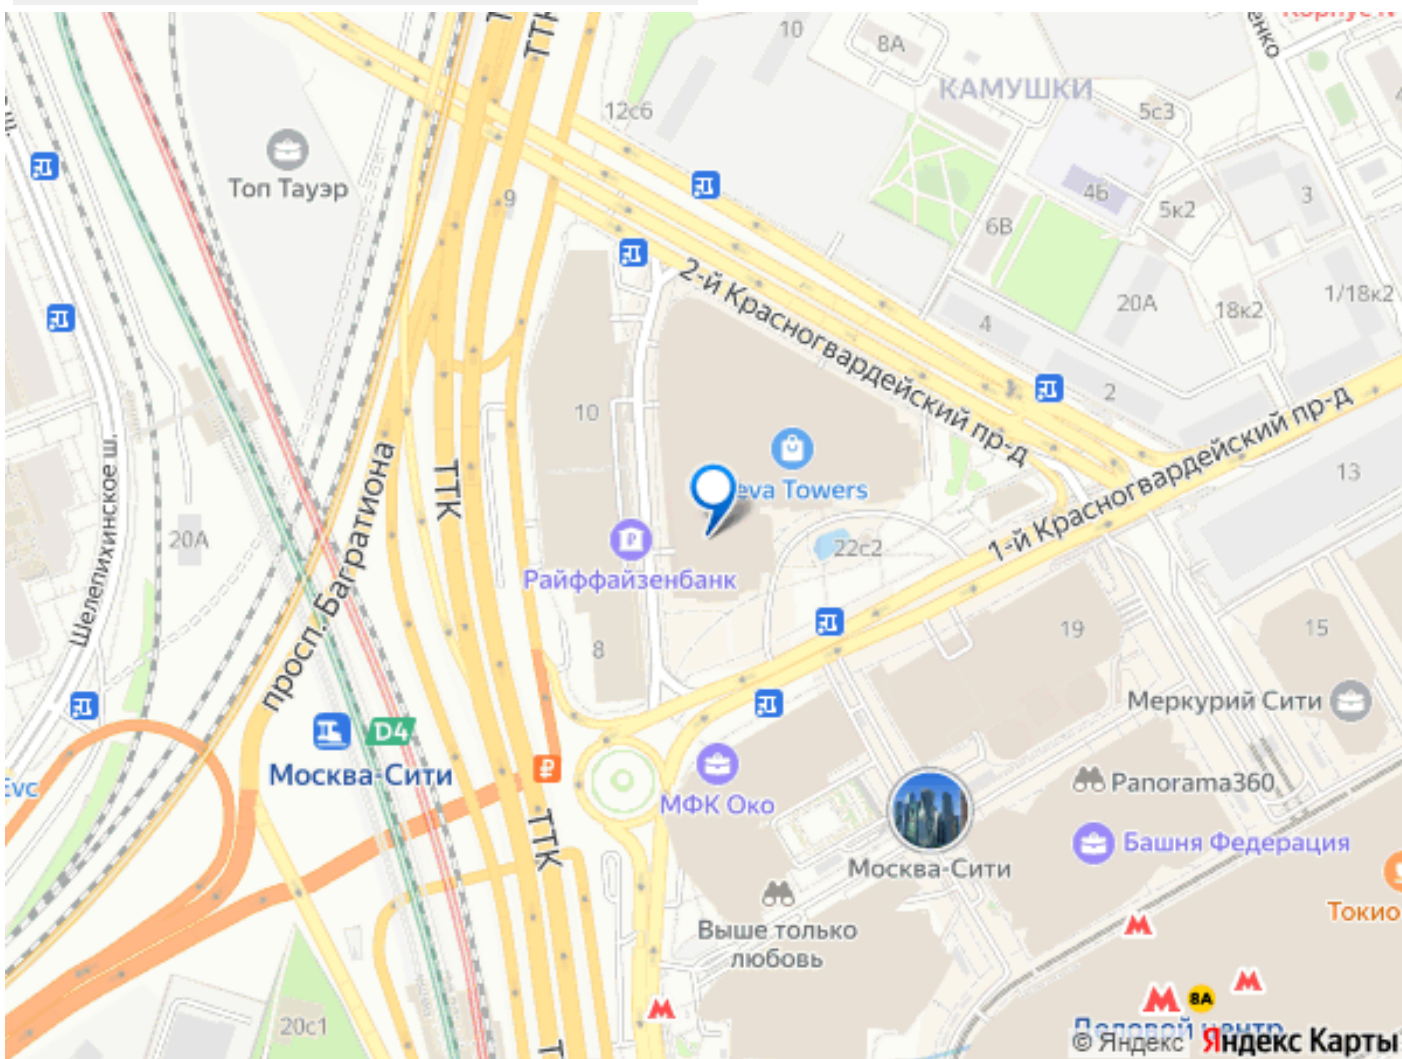 10
8А
КАМУШКИ
12с6
5с3
Топ Тауэр
9
4Б
5к2
3
6В
2-й Красногвардейский пр-д
20А
18к2
1/18к2
4
2
10
ТТК
просп. Багратиона
Шелепихинское ш.
eva Towers
1-й Красногвардейский пр-д
13
20А
22с2
Райффайзенбанк
8
19
15
Меркурий Сити
D4
Москва-Сити
МФК Око
Panorama360
Башня Федерация
ТТК
Москва-Сити
Токио
Выше только
любовь
8А
20с1
Деловой центр
© Яндекс Яндекс Карты